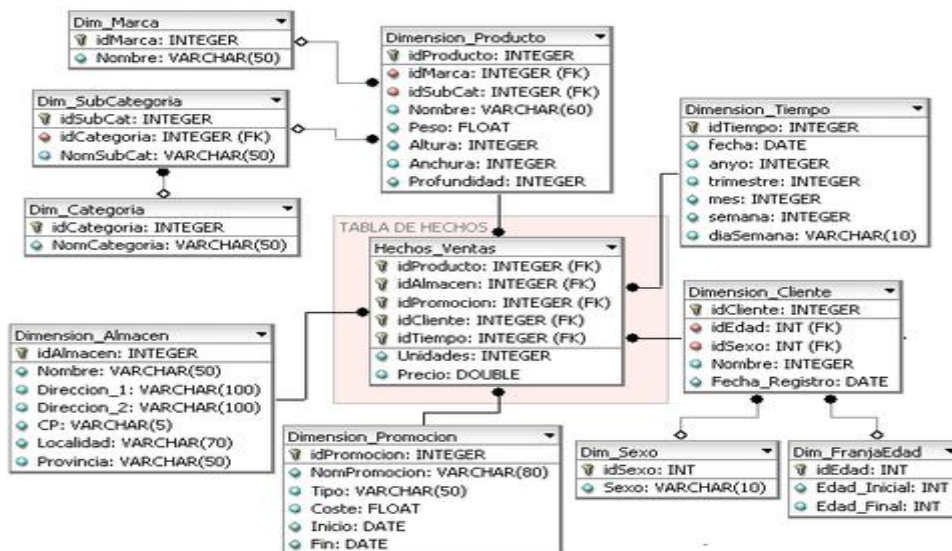 Dim_Marca
idMarca: INTEGER
Nombre: VARCHAR(50)
Dim_SubCategoria
idSubCat: INTEGER
idCategoria: INTEGER (FK)
NomSubCat: VARCHAR(50)
Dim_Categoria
idCategoria: INTEGER
NomCategoria: VARCHAR(50)
Dimension_Producto
idProducto: INTEGER
idMarca: INTEGER (FK)
idSubCat: INTEGER (FK)
Nombre: VARCHAR(60)
Peso: FLOAT
Altura: INTEGER
Anchura: INTEGER
Profundidad: INTEGER
Dimension_Tiempo
idTiempo: INTEGER
fecha: DATE
anyo: INTEGER
trimestre: INTEGER
mes: INTEGER
semana: INTEGER
diaSemana: VARCHAR(10)
TABLA DE HECHOS
Hechos_Ventas
idProducto: INTEGER (FK)
idAlmacen: INTEGER (FK)
idPromocion: INTEGER (FK)
idCliente: INTEGER (FK)
idTiempo: INTEGER (FK)
Unidades: INTEGER
Precio: DOUBLE
Dimension_Cliente
idCliente: INTEGER
idEdad: INT (FK)
idSexo: INT (FK)
Nombre: INTEGER
Fecha_Registro: DATE
Dimension_Almacen
idAlmacen: INTEGER
Nombre: VARCHAR(50)
Direccion_1: VARCHAR(100)
Direccion_2: VARCHAR(100)
CP: VARCHAR(5)
Localidad: VARCHAR(70)
Provincia: VARCHAR(50)
Dimension_Promocion
idPromocion: INTEGER
NomPromocion: VARCHAR(80)
Tipo: VARCHAR(50)
Coste: FLOAT
Inicio: DATE
Fin: DATE
Dim_Sexo
idSexo: INT
Sexo: VARCHAR(10)
Dim_FranjaEdad
idEdad: INT
Edad_Inicial: INT
Edad_Final: INT